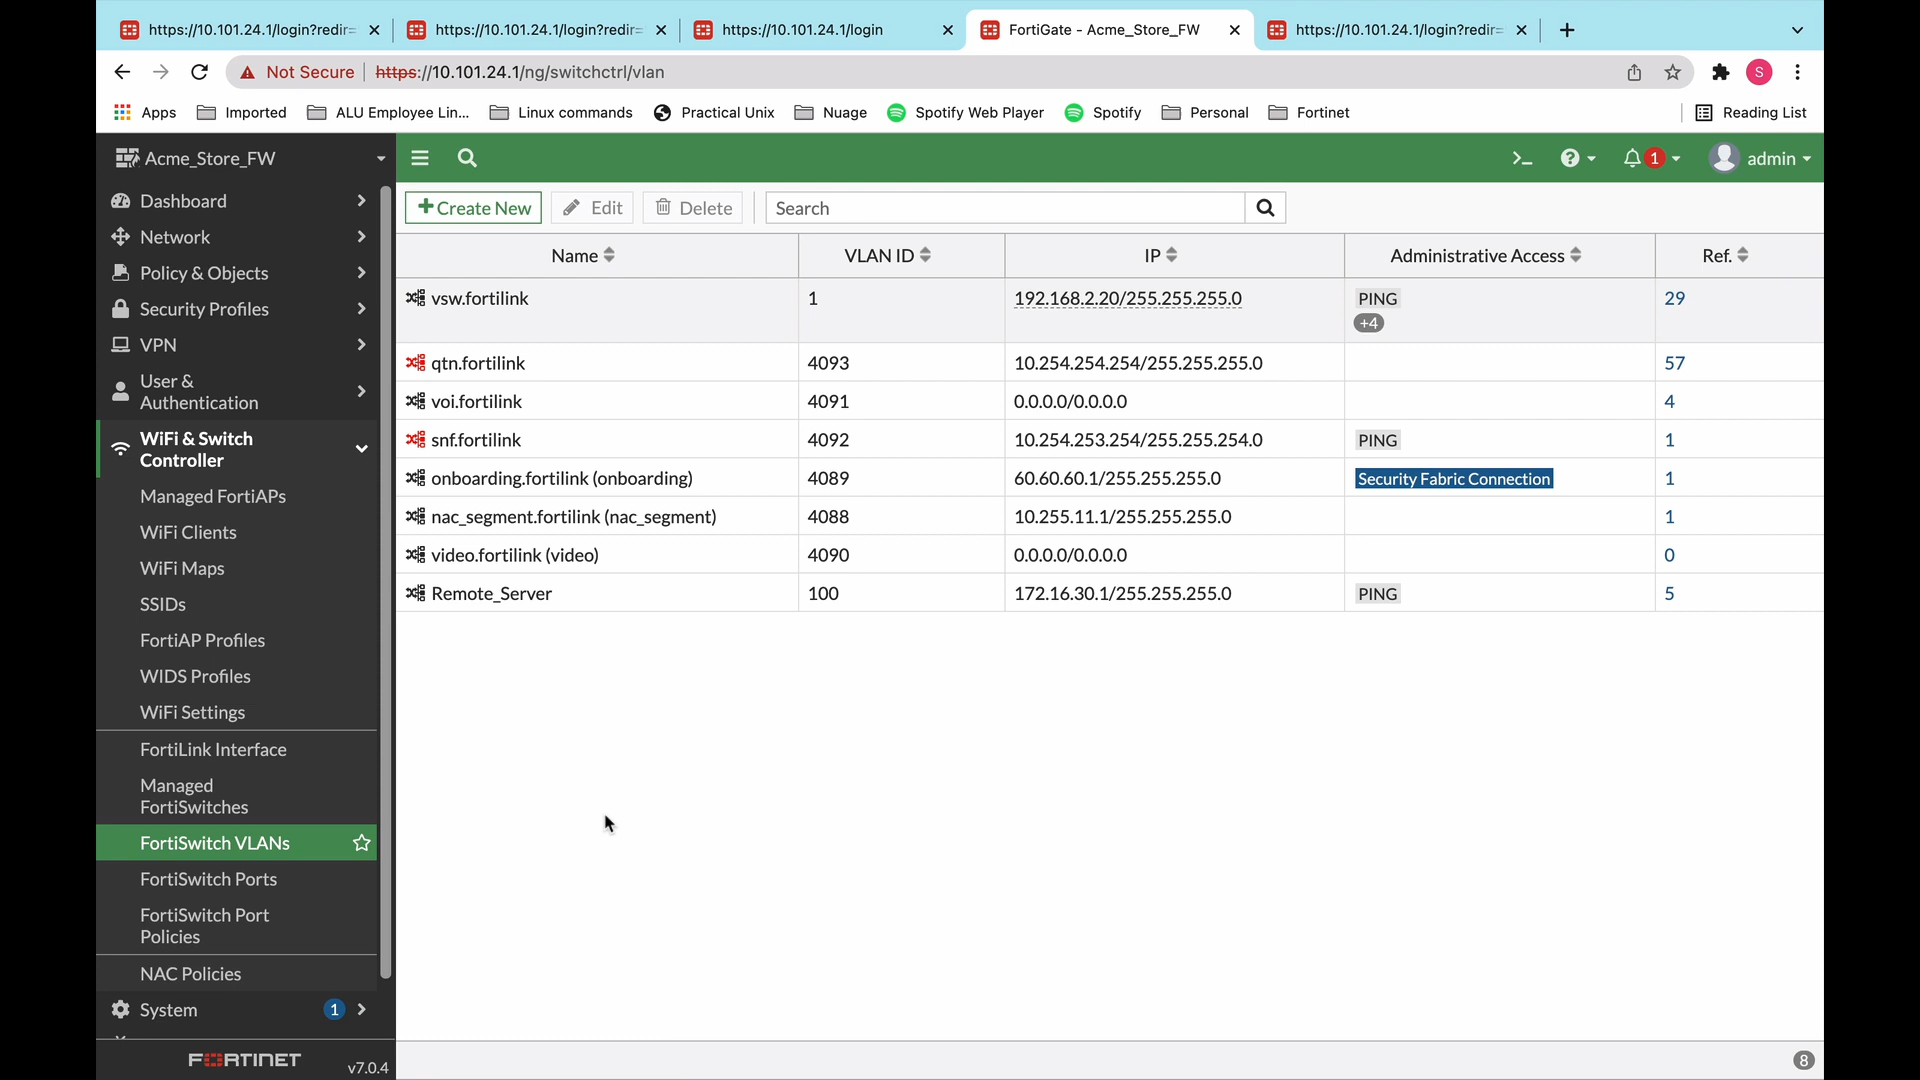 https://10.101.24.1/login?redir=
https://10.101.24.1/login?redir=
https://10.101.24.1/login
FortiGate - Acme_Store_FW
https://10.101.24.1/login?redir=
Not Secure
https://10.101.24.1/ng/switchctrl/vlan
S
Apps
Imported
ALU Employee Lin...
Linux commands
Practical Unix
Nuage
Spotify Web Player
Spotify
Personal
Fortinet
Reading List
Acme_Store_FW
>_
?
1
admin
Dashboard
Network
Policy & Objects
Security Profiles
VPN
User &
Authentication
WiFi & Switch
Controller
Managed FortiAPs
WiFi Clients
WiFi Maps
SSIDs
FortiAP Profiles
WIDS Profiles
WiFi Settings
FortiLink Interface
Managed
FortiSwitches
FortiSwitch VLANs
FortiSwitch Ports
FortiSwitch Port
Policies
NAC Policies
System 1
FORTINET
v7.0.4
+Create New
Edit
Delete
Search
Name VLAN ID IP Administrative Access Ref.
vsw.fortilink 1 192.168.2.20/255.255.255.0 PING 29
+4
qtn.fortilink 4093 10.254.254.254/255.255.255.0 57
voi.fortilink 4091 0.0.0.0/0.0.0.0 4
snf.fortilink 4092 10.254.253.254/255.255.254.0 PING 1
onboarding.fortilink (onboarding) 4089 60.60.60.1/255.255.255.0 Security Fabric Connection 1
nac_segment.fortilink (nac_segment) 4088 10.255.11.1/255.255.255.0 1
video.fortilink (video) 4090 0.0.0.0/0.0.0.0 0
Remote_Server 100 172.16.30.1/255.255.255.0 PING 5
8